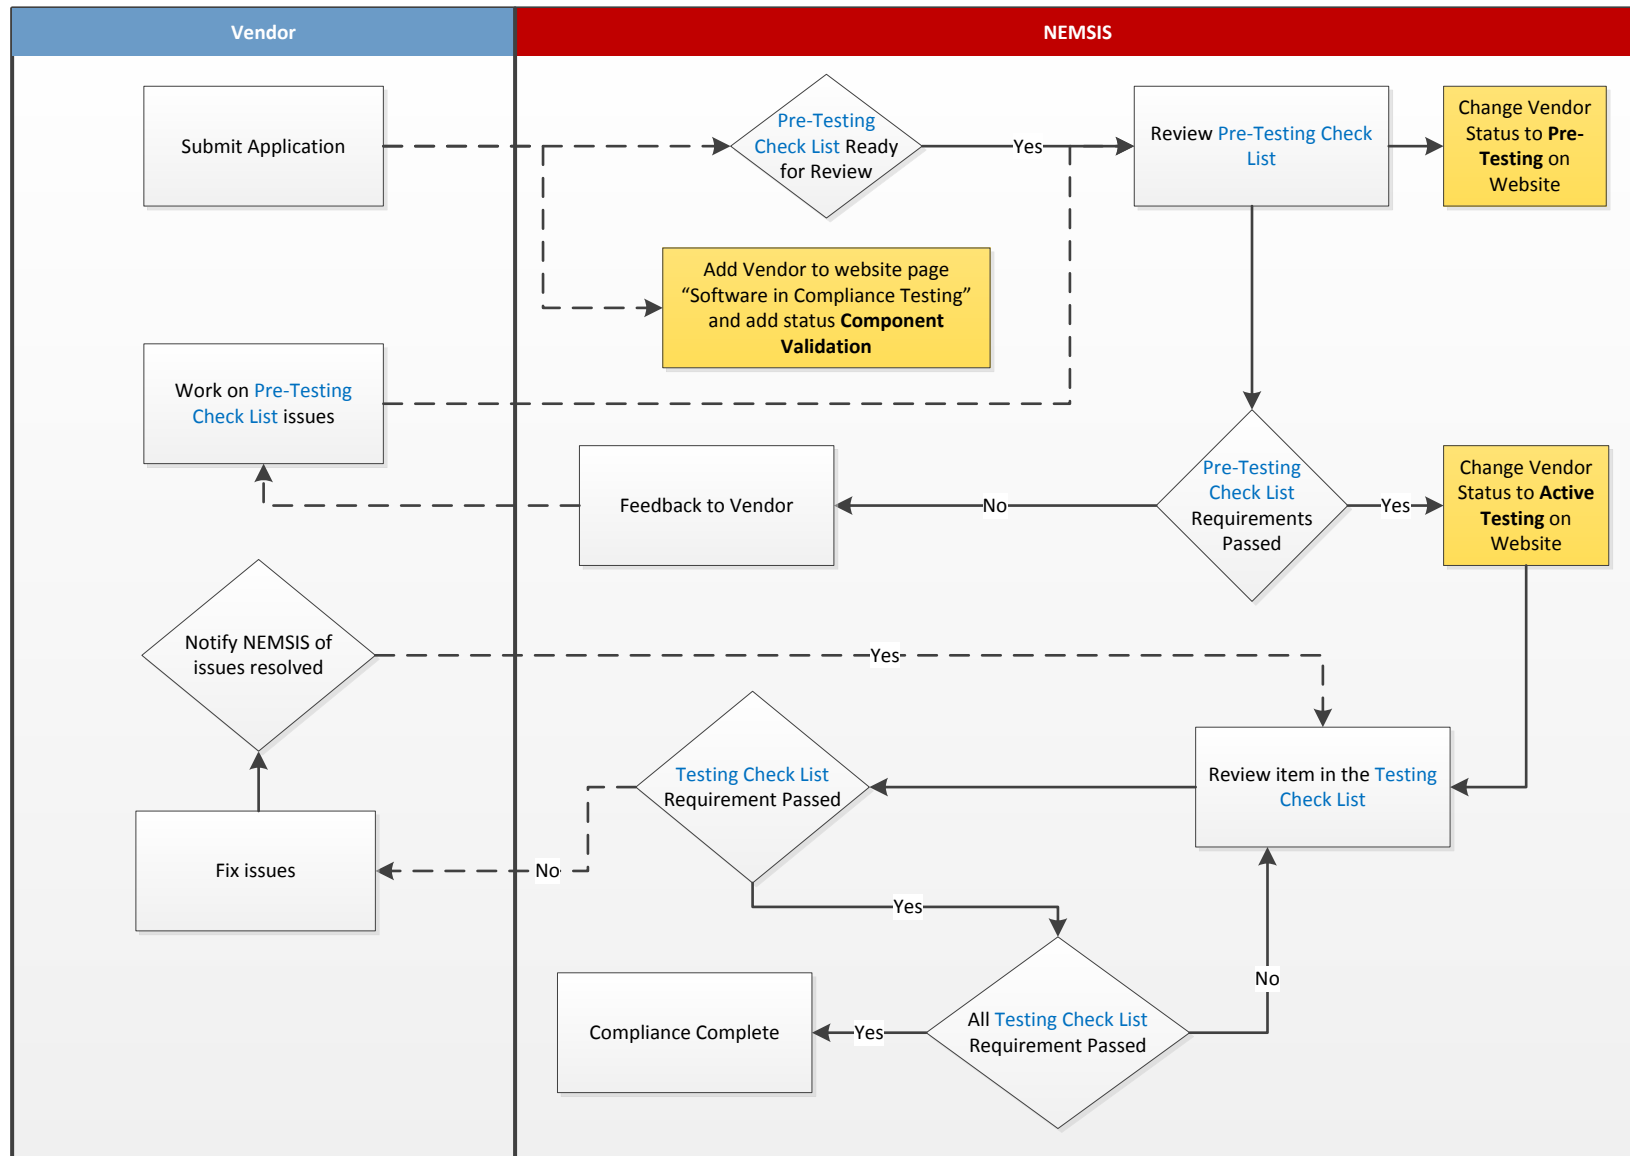 Vendor
NEMSIS
Submit Application
Pre-Testing
Check List Ready
for Review
Yes
Review Pre-Testing Check
List
Change Vendor
Status to Pre-
Testing on
Website
Add Vendor to website page
“Software in Compliance Testing”
and add status Component
Validation
Work on Pre-Testing
Check List issues
Feedback to Vendor
No
Pre-Testing
Check List
Requirements
Passed
Yes
Change Vendor
Status to Active
Testing on
Website
Notify NEMSIS of
issues resolved
Yes
Testing Check List
Requirement Passed
Review item in the Testing
Check List
Fix issues
No
Yes
No
Compliance Complete
Yes
All Testing Check List
Requirement Passed